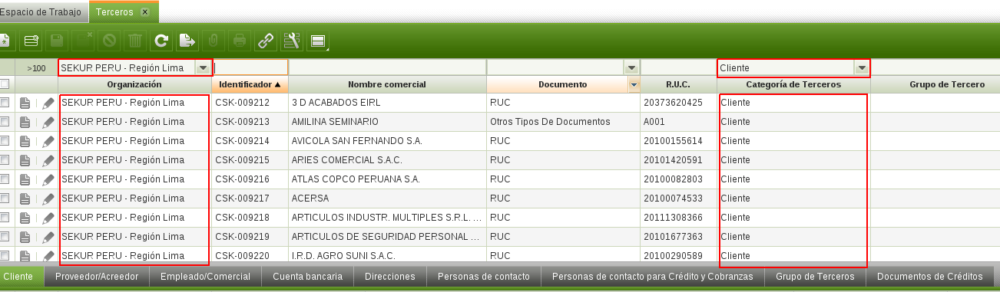 Espacio de Trabajo Terceros x
>100 SEKUR PERU - Región Lima Cliente
Organización Identificador Nombre comercial Documento R.U.C. Categoría de Terceros Grupo de Tercero
SEKUR PERU - Región Lima CSK-009212 3 D ACABADOS EIRL RUC 20373620425 Cliente
SEKUR PERU - Región Lima CSK-009213 AMILINA SEMINARIO Otros Tipos De Documentos A001 Cliente
SEKUR PERU - Región Lima CSK-009214 AVICOLA SAN FERNANDO S.A. RUC 20100155614 Cliente
SEKUR PERU - Región Lima CSK-009215 ARIES COMERCIAL S.A.C. RUC 20101420591 Cliente
SEKUR PERU - Región Lima CSK-009216 ATLAS COPCO PERUANA S.A. RUC 20100082803 Cliente
SEKUR PERU - Región Lima CSK-009217 ACERSA RUC 20100074533 Cliente
SEKUR PERU - Región Lima CSK-009218 ARTICULOS INDUSTR. MULTIPLES S.R.L. ... RUC 20111308366 Cliente
SEKUR PERU - Región Lima CSK-009219 ARTICULOS DE SEGURIDAD PERSONAL ... RUC 20101677363 Cliente
SEKUR PERU - Región Lima CSK-009220 I.R.D. AGRO SUNI S.A.C. RUC 20100290589 Cliente
Cliente Proveedor/Acreedor Empleado/Comercial Cuenta bancaria Direcciones Personas de contacto Personas de contacto para Crédito y Cobranzas Grupo de Terceros Documentos de Créditos